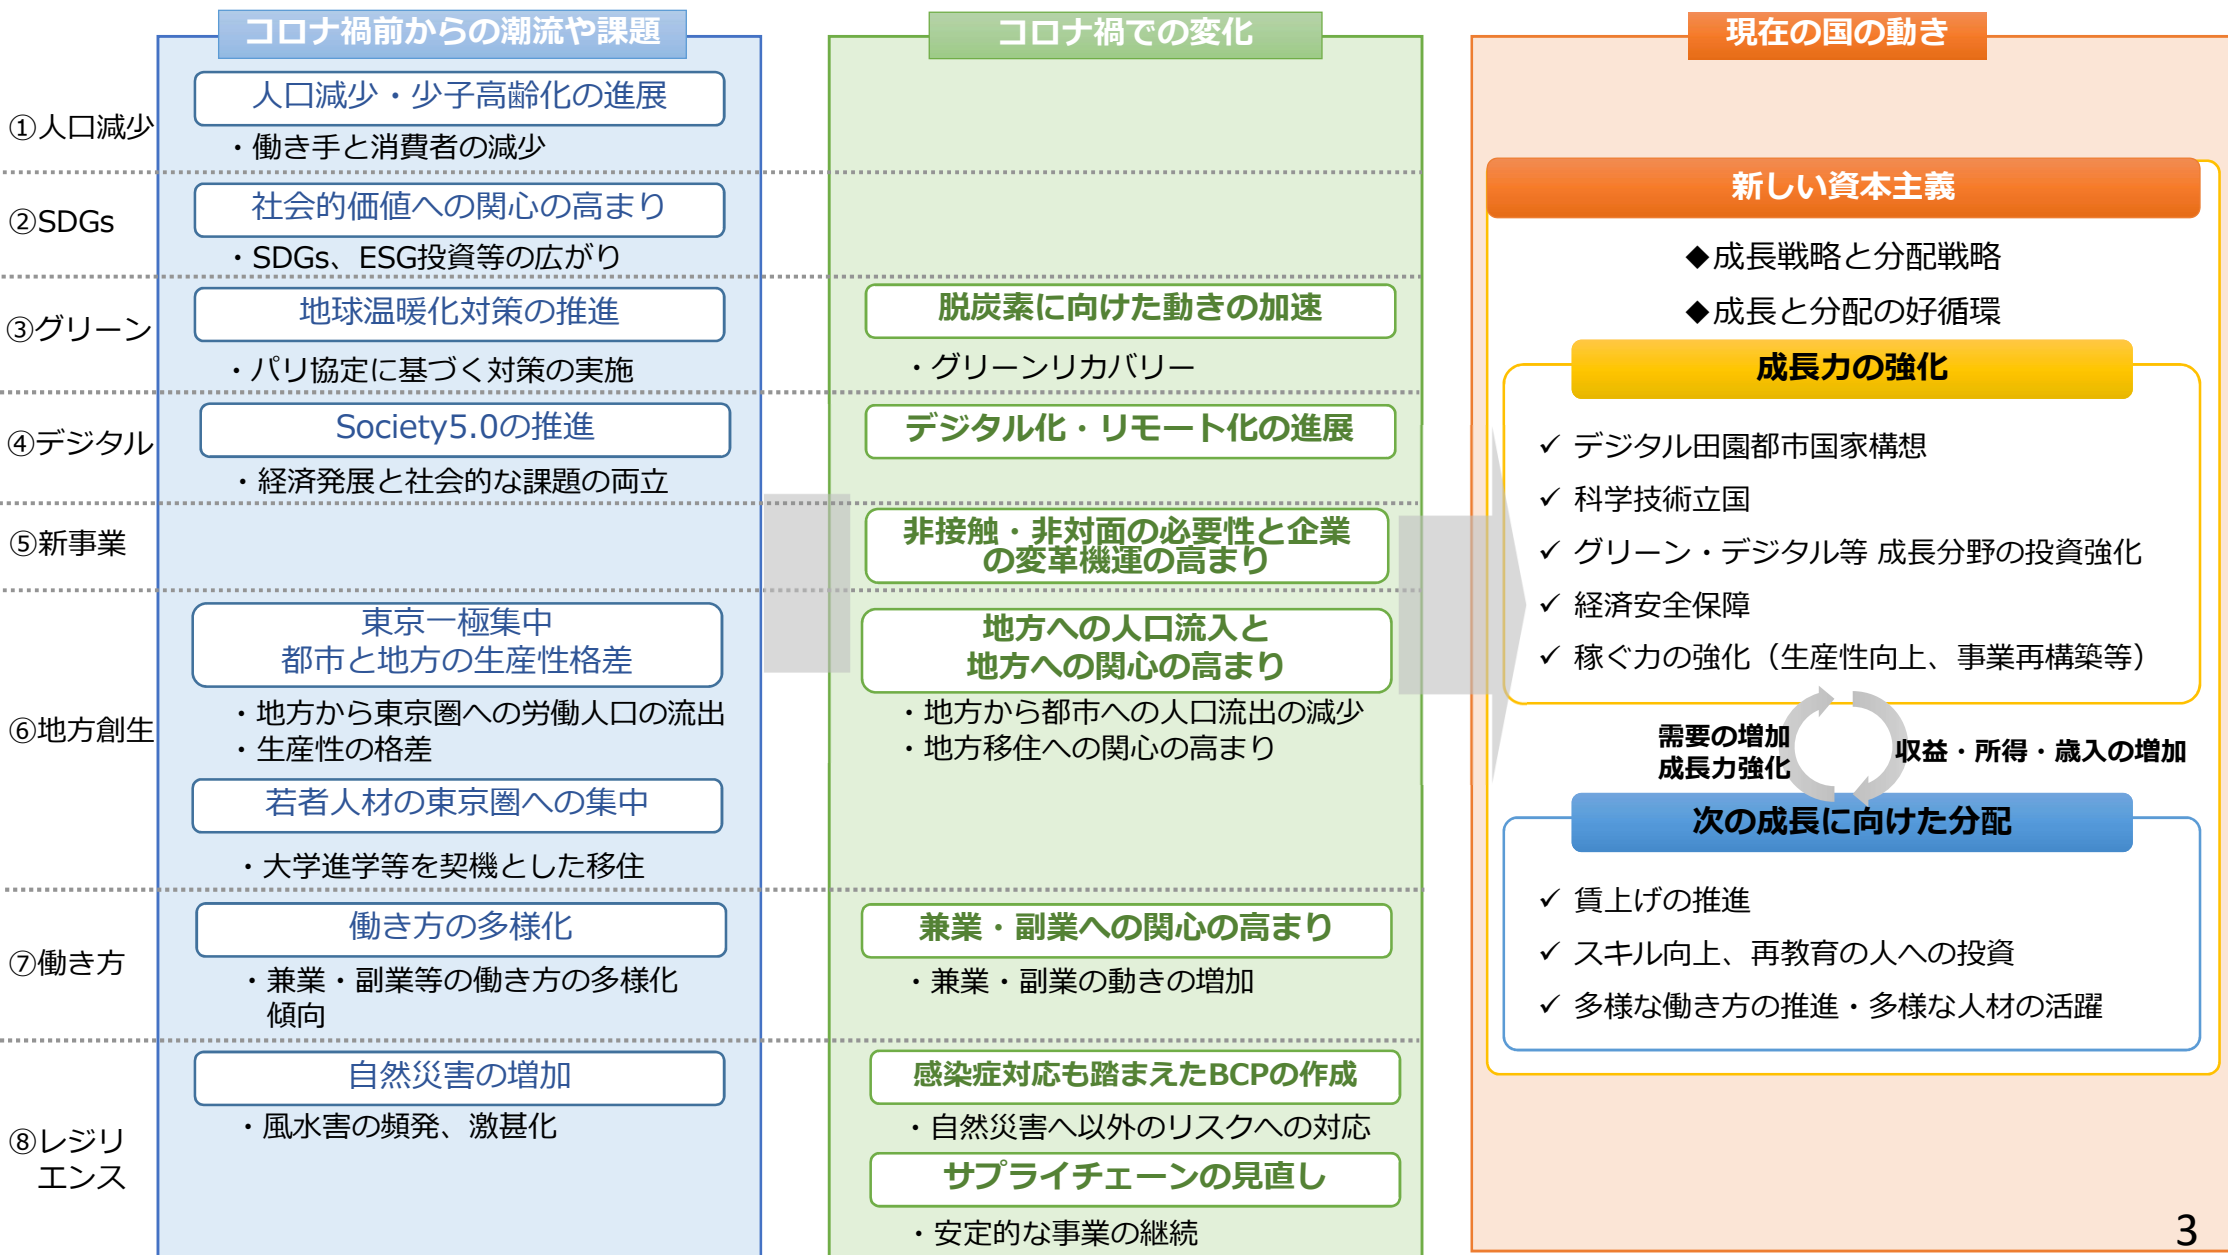 コロナ禍前からの潮流や課題
コロナ禍での変化
現在の国の動き
①人口減少
人口減少・少子高齢化の進展
・働き手と消費者の減少
②SDGs
社会的価値への関心の高まり
・SDGs、ESG投資等の広がり
③グリーン
地球温暖化対策の推進
・パリ協定に基づく対策の実施
脱炭素に向けた動きの加速
・グリーンリカバリー
④デジタル
Society5.0の推進
・経済発展と社会的な課題の両立
デジタル化・リモート化の進展
⑤新事業
非接触・非対面の必要性と企業
の変革機運の高まり
⑥地方創生
東京一極集中
都市と地方の生産性格差
・地方から東京圏への労働人口の流出
・生産性の格差
若者人材の東京圏への集中
・大学進学等を契機とした移住
地方への人口流入と
地方への関心の高まり
・地方から都市への人口流出の減少
・地方移住への関心の高まり
⑦働き方
働き方の多様化
・兼業・副業等の働き方の多様化
傾向
兼業・副業への関心の高まり
・兼業・副業の動きの増加
⑧レジリ
エンス
自然災害の増加
・風水害の頻発、激甚化
感染症対応も踏まえたBCPの作成
・自然災害へ以外のリスクへの対応
サプライチェーンの見直し
・安定的な事業の継続
新しい資本主義
◆成長戦略と分配戦略
◆成長と分配の好循環
成長力の強化
✓ デジタル田園都市国家構想
✓ 科学技術立国
✓ グリーン・デジタル等 成長分野の投資強化
✓ 経済安全保障
✓ 稼ぐ力の強化（生産性向上、事業再構築等）
需要の増加
成長力強化
収益・所得・歳入の増加
次の成長に向けた分配
✓ 賃上げの推進
✓ スキル向上、再教育の人への投資
✓ 多様な働き方の推進・多様な人材の活躍
3